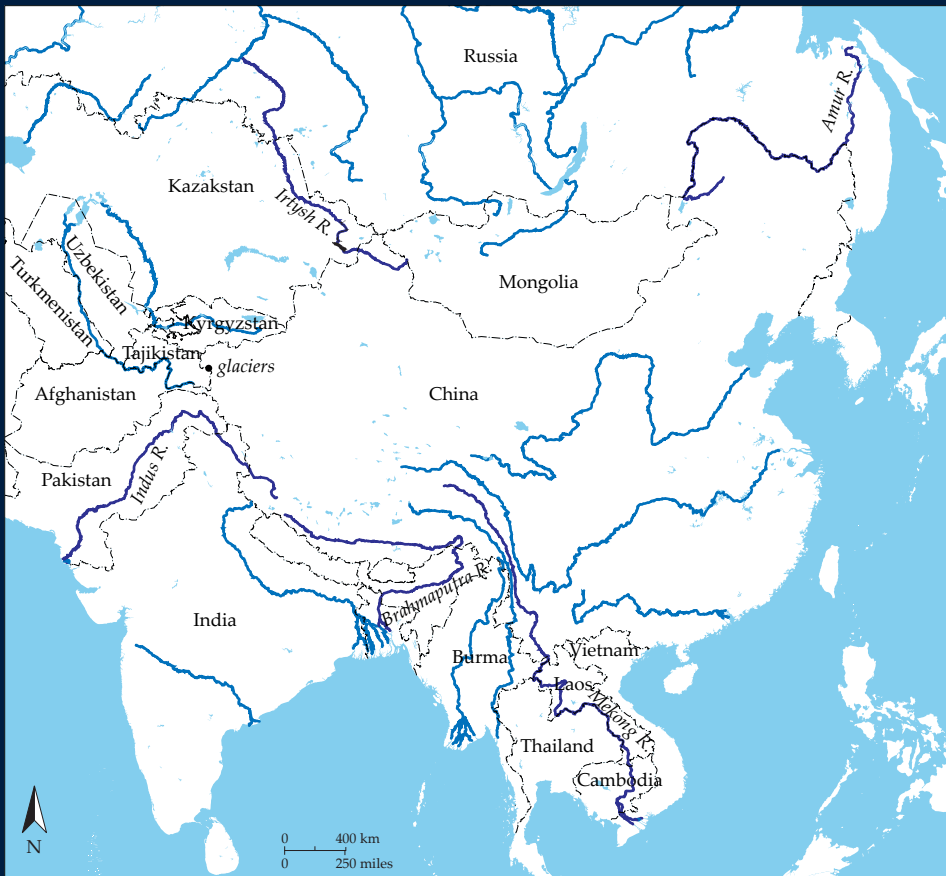 Russia
Amur R.
Kazakstan
Irtysh R.
Mongolia
Uzbekistan
Turkmenistan
Kyrgyzstan
Tajikistan
glaciers
Afghanistan
China
Pakistan
Indus R.
Brahmaputra R.
India
Burma
Vietnam
Laos
Mekong R.
Thailand
Cambodia
N
0 400 km
0 250 miles